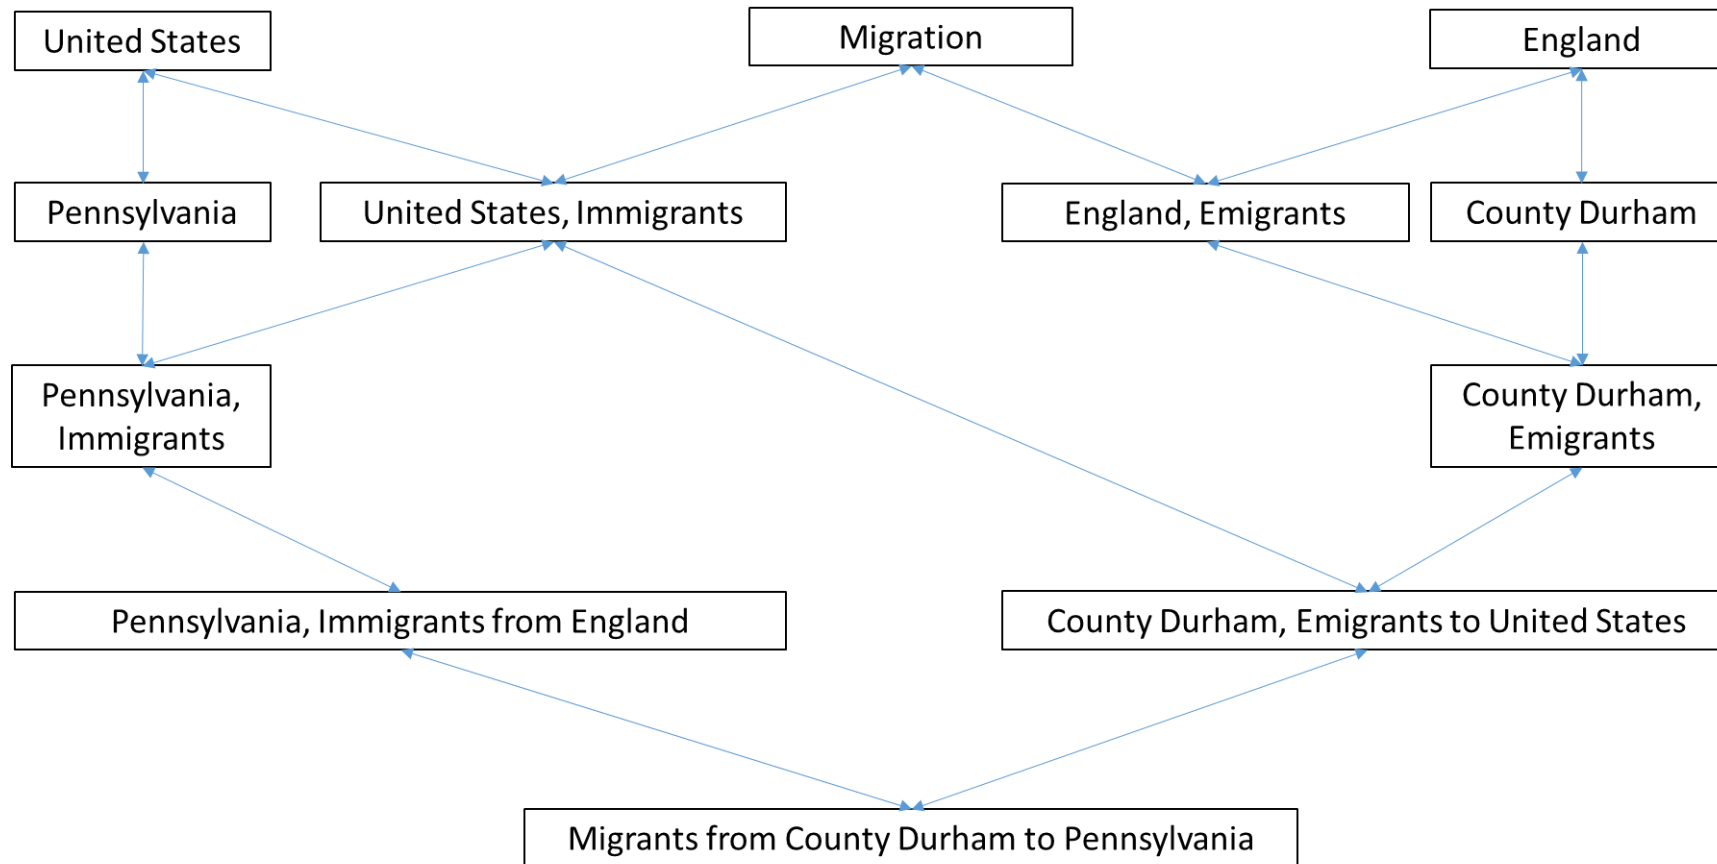 United States
Migration
England
Pennsylvania
United States, Immigrants
England, Emigrants
County Durham
Pennsylvania,
Immigrants
County Durham,
Emigrants
Pennsylvania, Immigrants from England
County Durham, Emigrants to United States
Migrants from County Durham to Pennsylvania